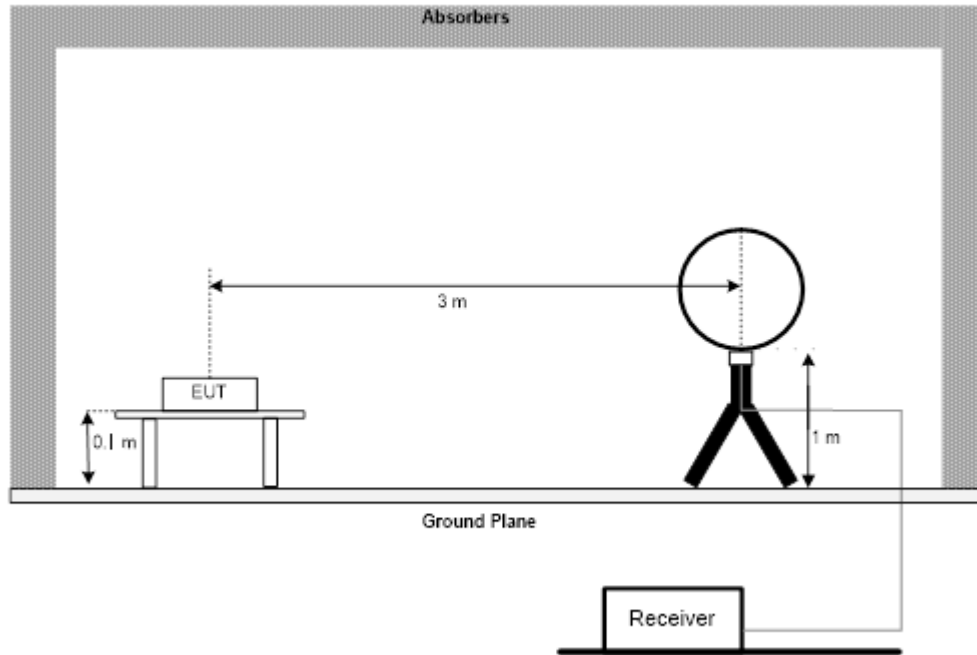 Absorbers
3 m
EUT
0.1 m
1 m
Ground Plane
Receiver